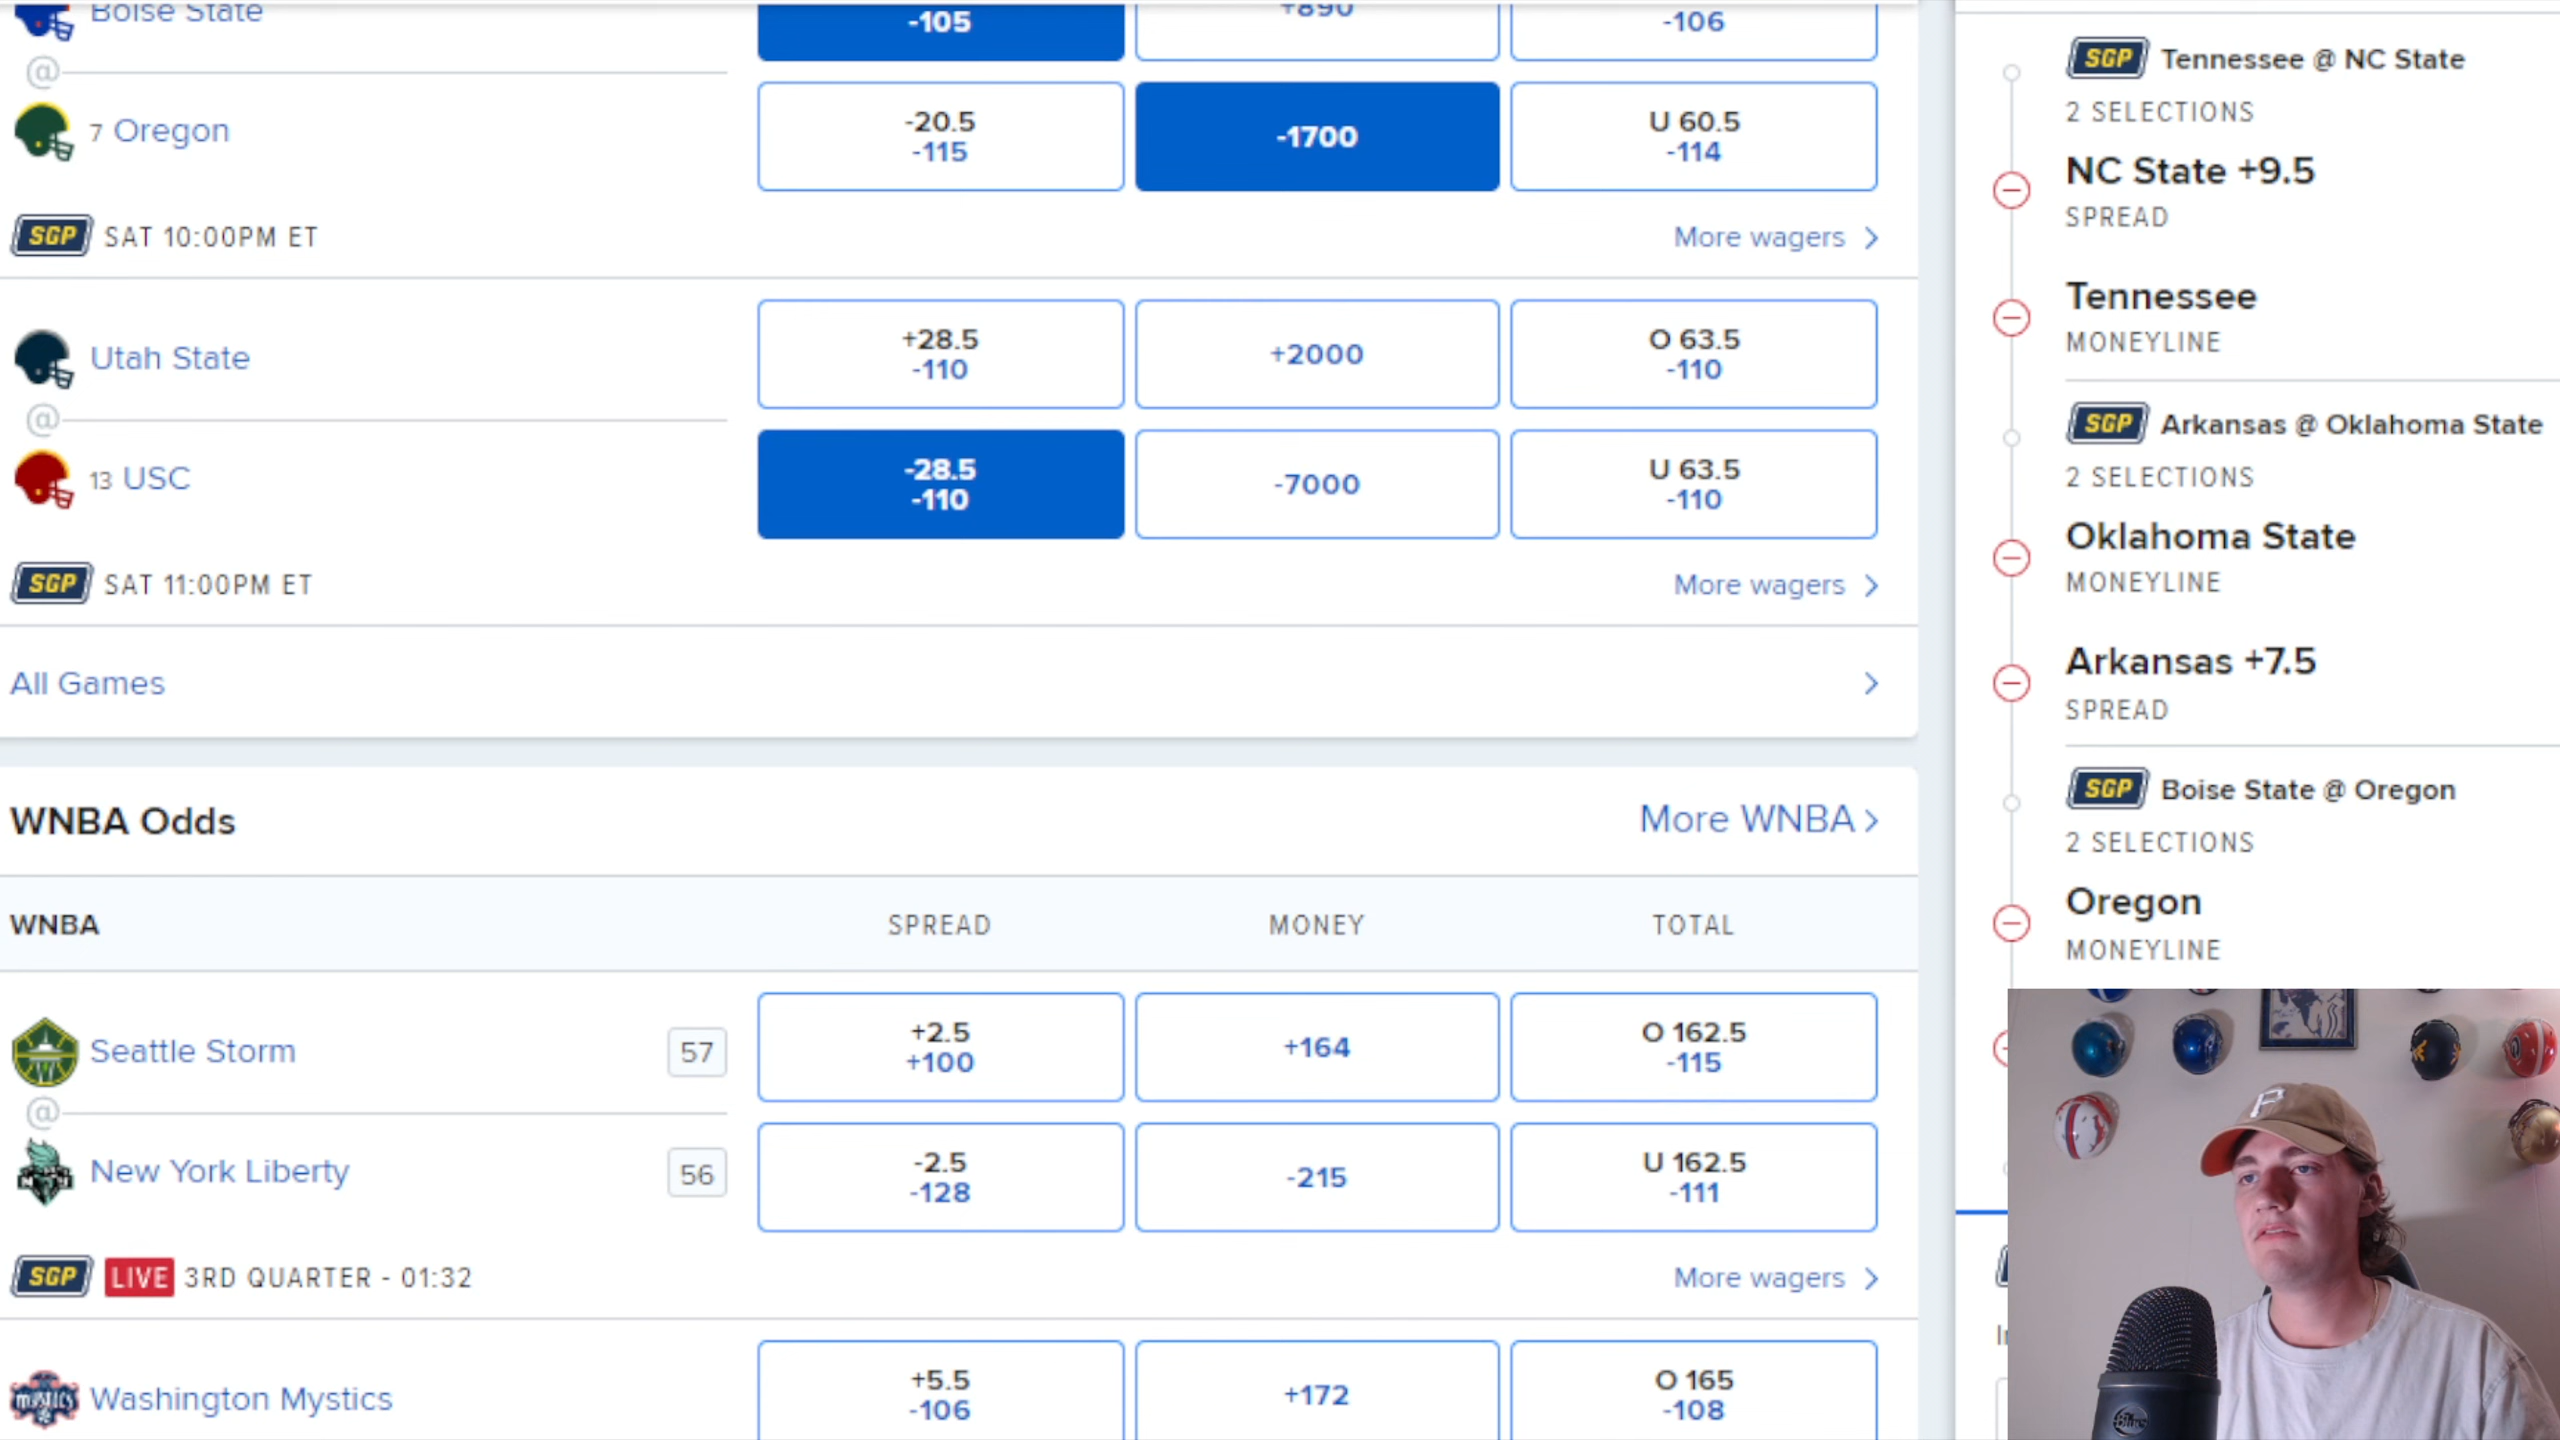 Boise State
-105
+890
-106
@
7 Oregon
-20.5
-115
-1700
U 60.5
-114
SGP SAT 10:00PM ET
More wagers
Utah State
+28.5
-110
+2000
O 63.5
-110
@
13 USC
-28.5
-110
-7000
U 63.5
-110
SGP SAT 11:00PM ET
More wagers
All Games
WNBA Odds
More WNBA
WNBA
SPREAD
MONEY
TOTAL
Seattle Storm
57
+2.5
+100
+164
O 162.5
-115
@
New York Liberty
56
-2.5
-128
-215
U 162.5
-111
SGP LIVE 3RD QUARTER - 01:32
More wagers
MYSTICS
Washington Mystics
+5.5
-106
+172
O 165
-108
SGP Tennessee @ NC State
2 SELECTIONS
NC State +9.5
SPREAD
Tennessee
MONEYLINE
SGP Arkansas @ Oklahoma State
2 SELECTIONS
Oklahoma State
MONEYLINE
Arkansas +7.5
SPREAD
SGP Boise State @ Oregon
2 SELECTIONS
Oregon
MONEYLINE
P
Blue